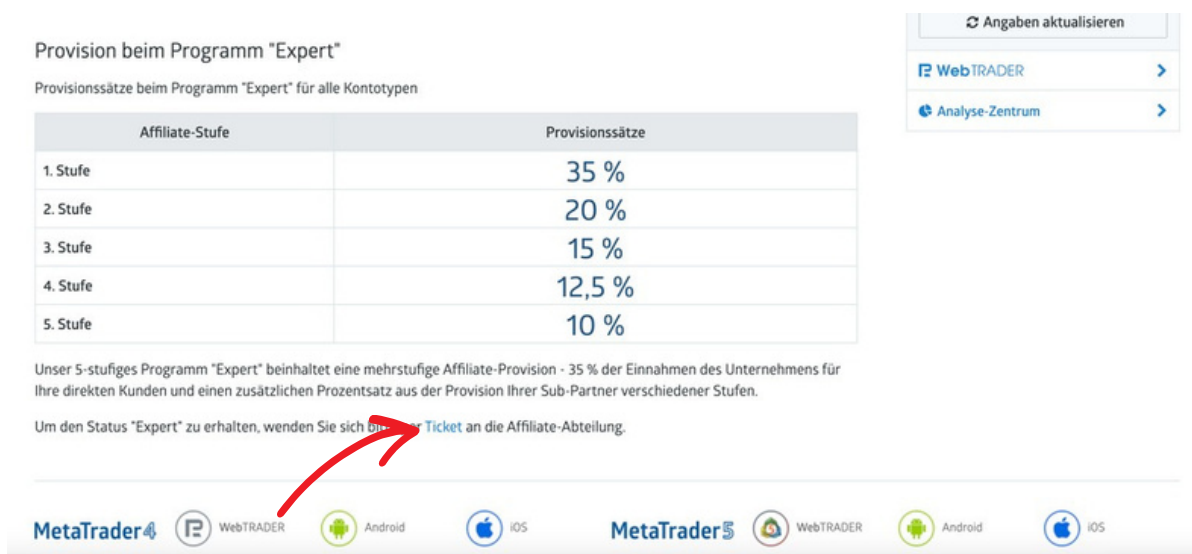 Angaben aktualisieren
Provision beim Programm "Expert"
WebTRADER
Provisionssätze beim Programm "Expert" für alle Kontotypen
Analyse-Zentrum
Affiliate-Stufe Provisionssätze
1. Stufe 35 %
2. Stufe 20 %
3. Stufe 15 %
4. Stufe 12,5 %
5. Stufe 10 %
Unser 5-stufiges Programm "Expert" beinhaltet eine mehrstufige Affiliate-Provision - 35 % der Einnahmen des Unternehmens für
Ihre direkten Kunden und einen zusätzlichen Prozentsatz aus der Provision Ihrer Sub-Partner verschiedener Stufen.
Um den Status "Expert" zu erhalten, wenden Sie sich Ticket an die Affiliate-Abteilung.
MetaTrader4 WebTRADER Android iOS MetaTrader5 WebTRADER Android iOS